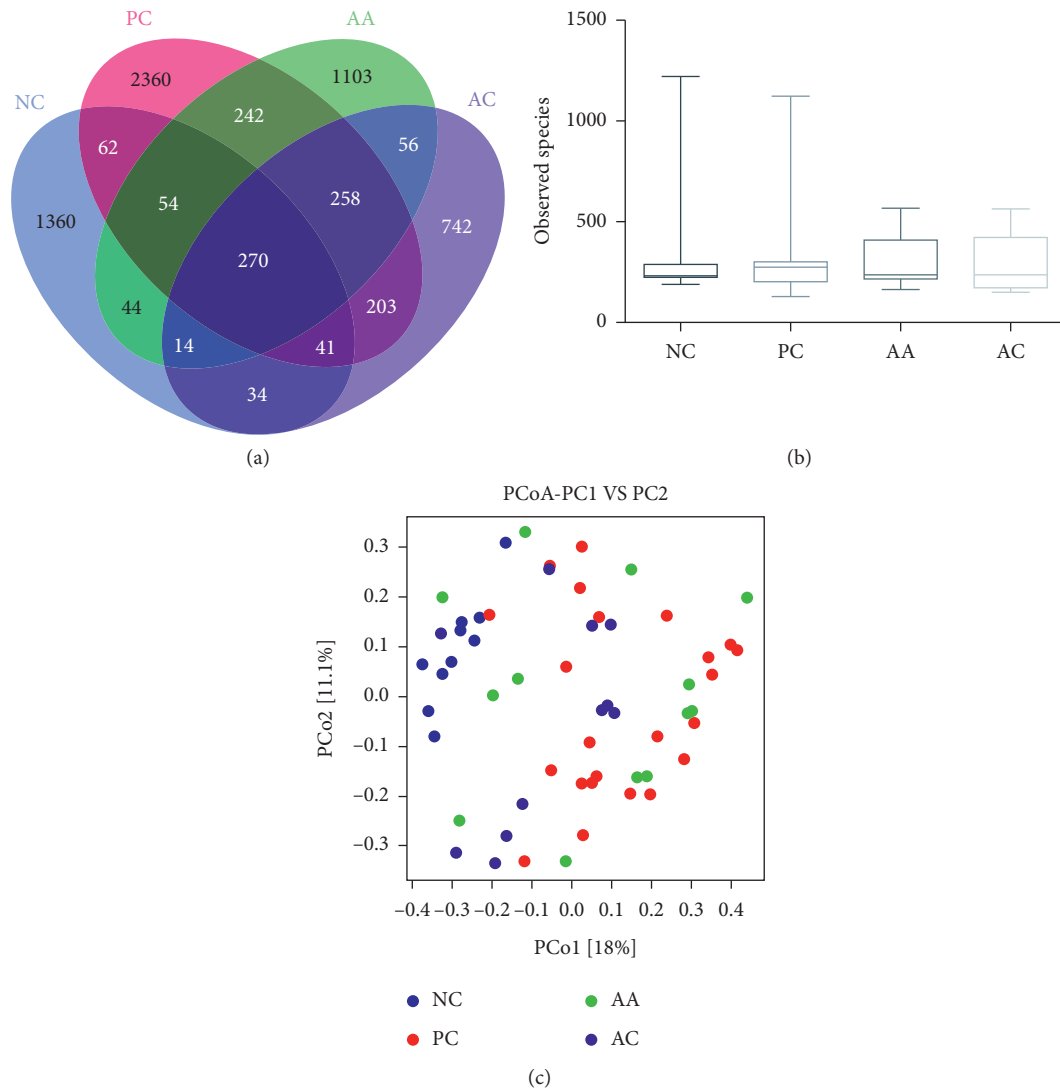 PC
AA
NC
AC
2360
1103
242
62
56
54
258
1360
742
270
44
203
14
41
34
(a)
1500
1000
500
0
Observed species
NC PC AA AC
(b)
PCoA-PC1 VS PC2
0.3
0.2
0.1
0.0
−0.1
−0.2
−0.3
PCo2 [11.1%]
−0.4 −0.3 −0.2 −0.1 0.0 0.1 0.2 0.3 0.4
PCo1 [18%]
NC AA
PC AC
(c)